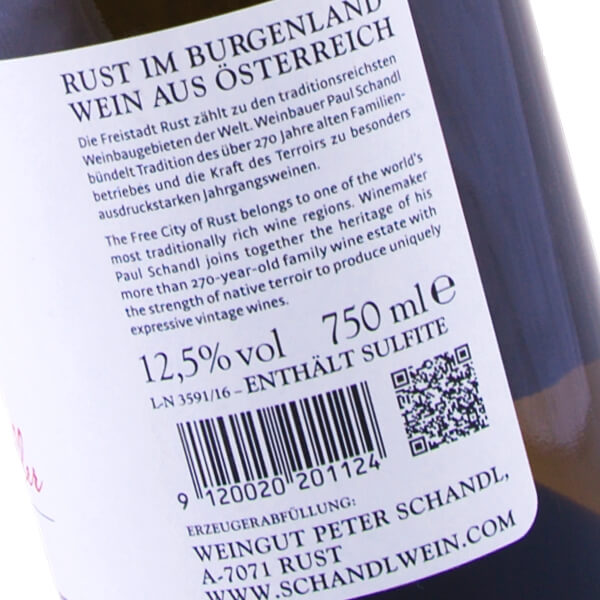 RUST IM BURGENLAND
WEIN AUS ÖSTERREICH
Die Freistadt Rust zählt zu den traditionsreichsten
Weinbaugebieten der Welt. Weinbauer Paul Schandl
bündelt Tradition des über 270 Jahre alten Familien-
betriebes und die Kraft des Terroirs zu besonders
ausdruckstarken Jahrgangsweinen.
The Free City of Rust belongs to one of the world's
most traditionally rich wine regions. Winemaker
Paul Schandl joins together the heritage of his
more than 270-year-old family wine estate with
the strength of native terroir to produce uniquely
expressive vintage wines.
12,5% vol 750 ml e
L-N 3591/16 – ENTHÄLT SULFITE
9 120020 201124
ERZEUGERABFÜLLUNG:
WEINGUT PETER SCHANDL,
A-7071 RUST
WWW.SCHANDLWEIN.COM